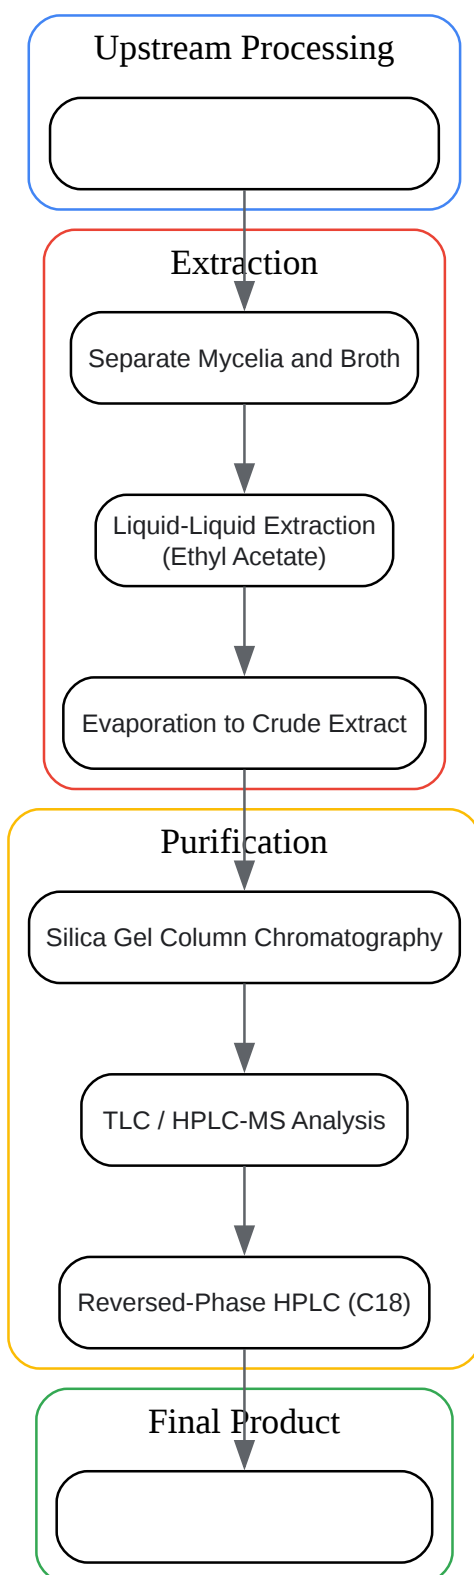 Upstream Processing
Extraction
Separate Mycelia and Broth
Liquid-Liquid Extraction
(Ethyl Acetate)
Evaporation to Crude Extract
Purification
Silica Gel Column Chromatography
TLC / HPLC-MS Analysis
Reversed-Phase HPLC (C18)
Final Product